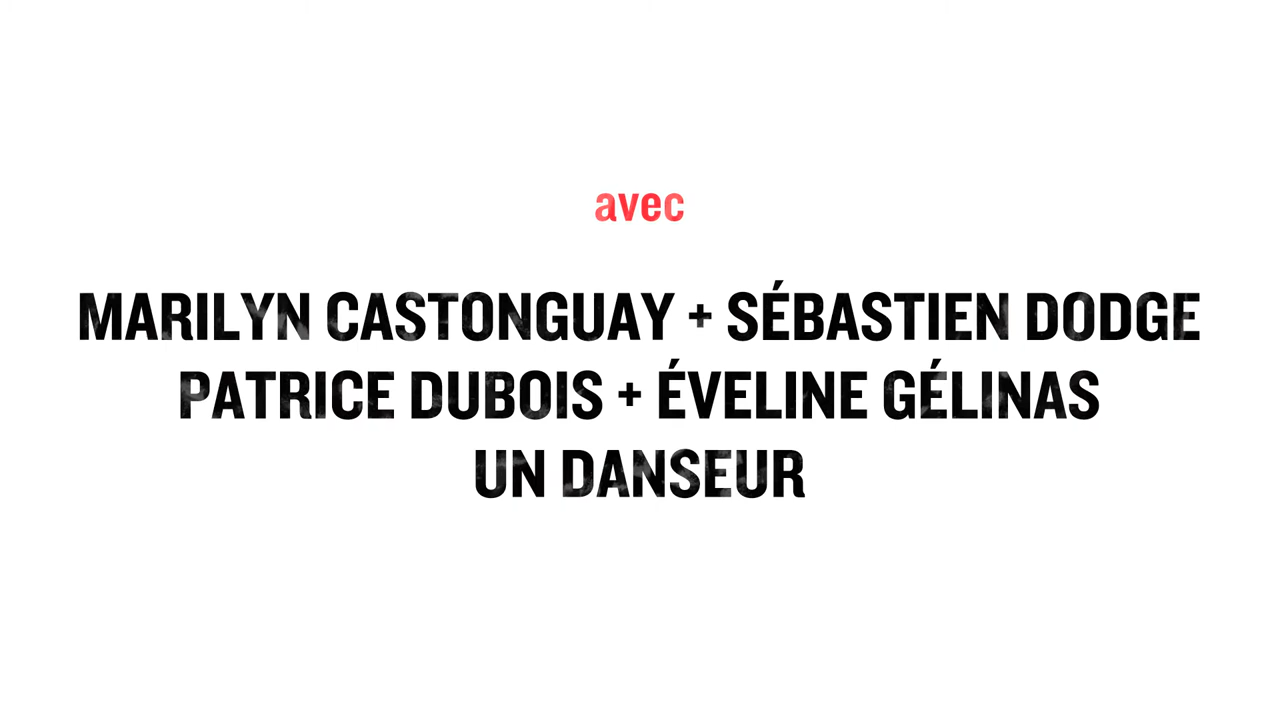 avec
MARILYN CASTONGUAY + SÉBASTIEN DODGE
PATRICE DUBOIS + ÉVELINE GÉLINAS
UN DANSEUR